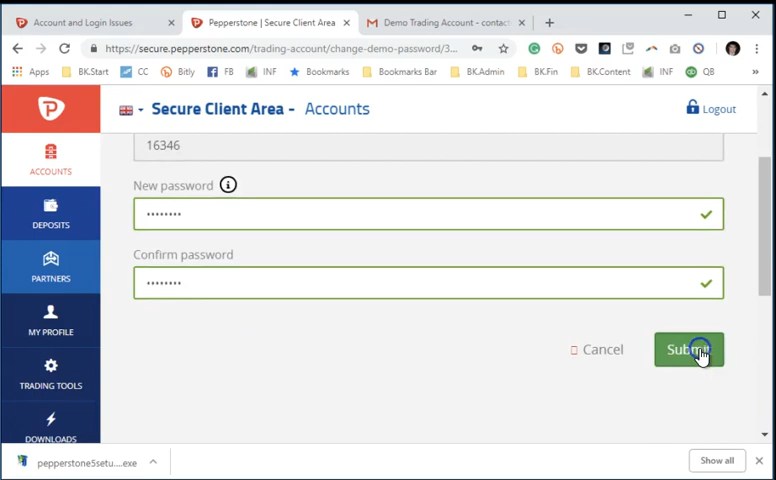 Account and Login Issues
Pepperstone | Secure Client Area
Demo Trading Account - contact
https://secure.pepperstone.com/trading-account/change-demo-password/3...
Apps BK.Start CC Bitly FB INF Bookmarks Bookmarks Bar BK.Admin BK.Fin BK.Content INF QB »
Secure Client Area - Accounts
Logout
ACCOUNTS
DEPOSITS
PARTNERS
MY PROFILE
TRADING TOOLS
DOWNLOADS
16346
New password
••••••••
Confirm password
••••••••
Cancel
Submit
pepperstone5setu....exe
Show all